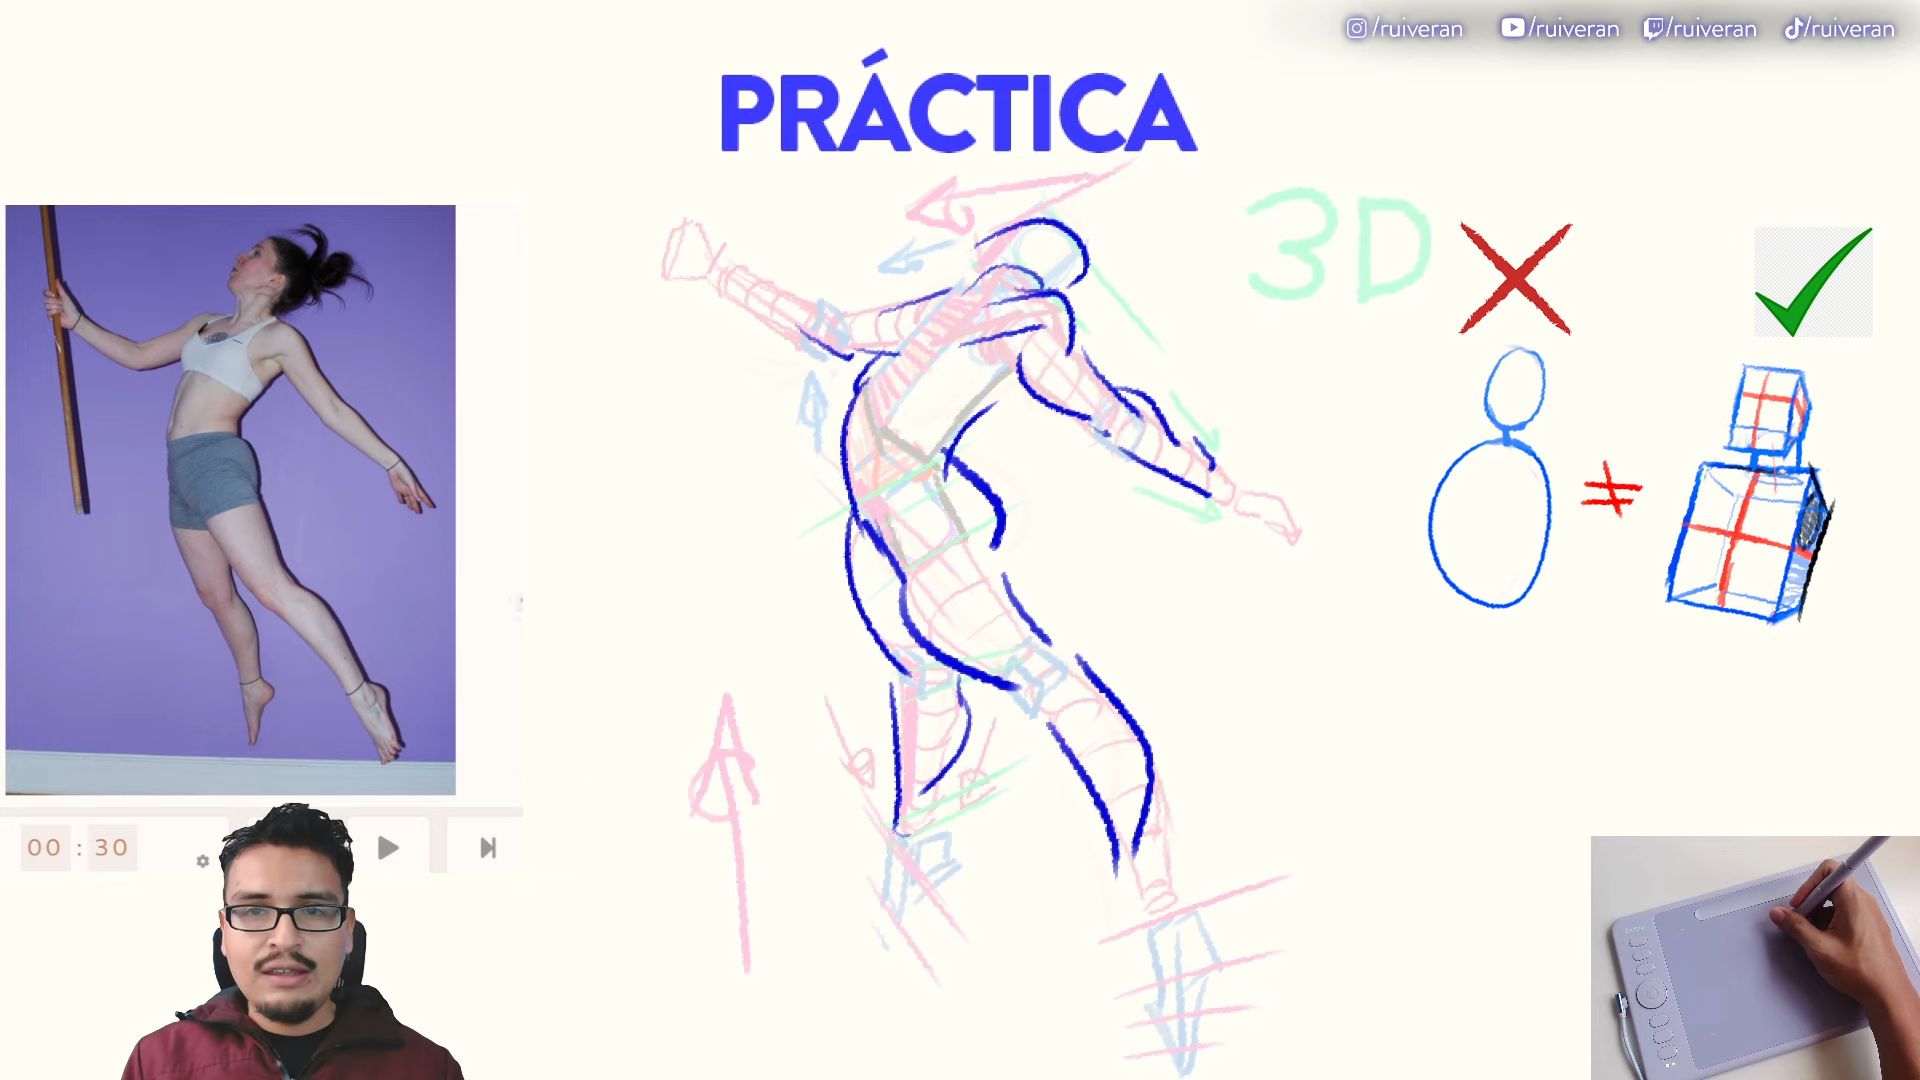 /ruiveran /ruiveran /ruiveran /ruiveran
PRÁCTICA
3D
≠
00 : 30